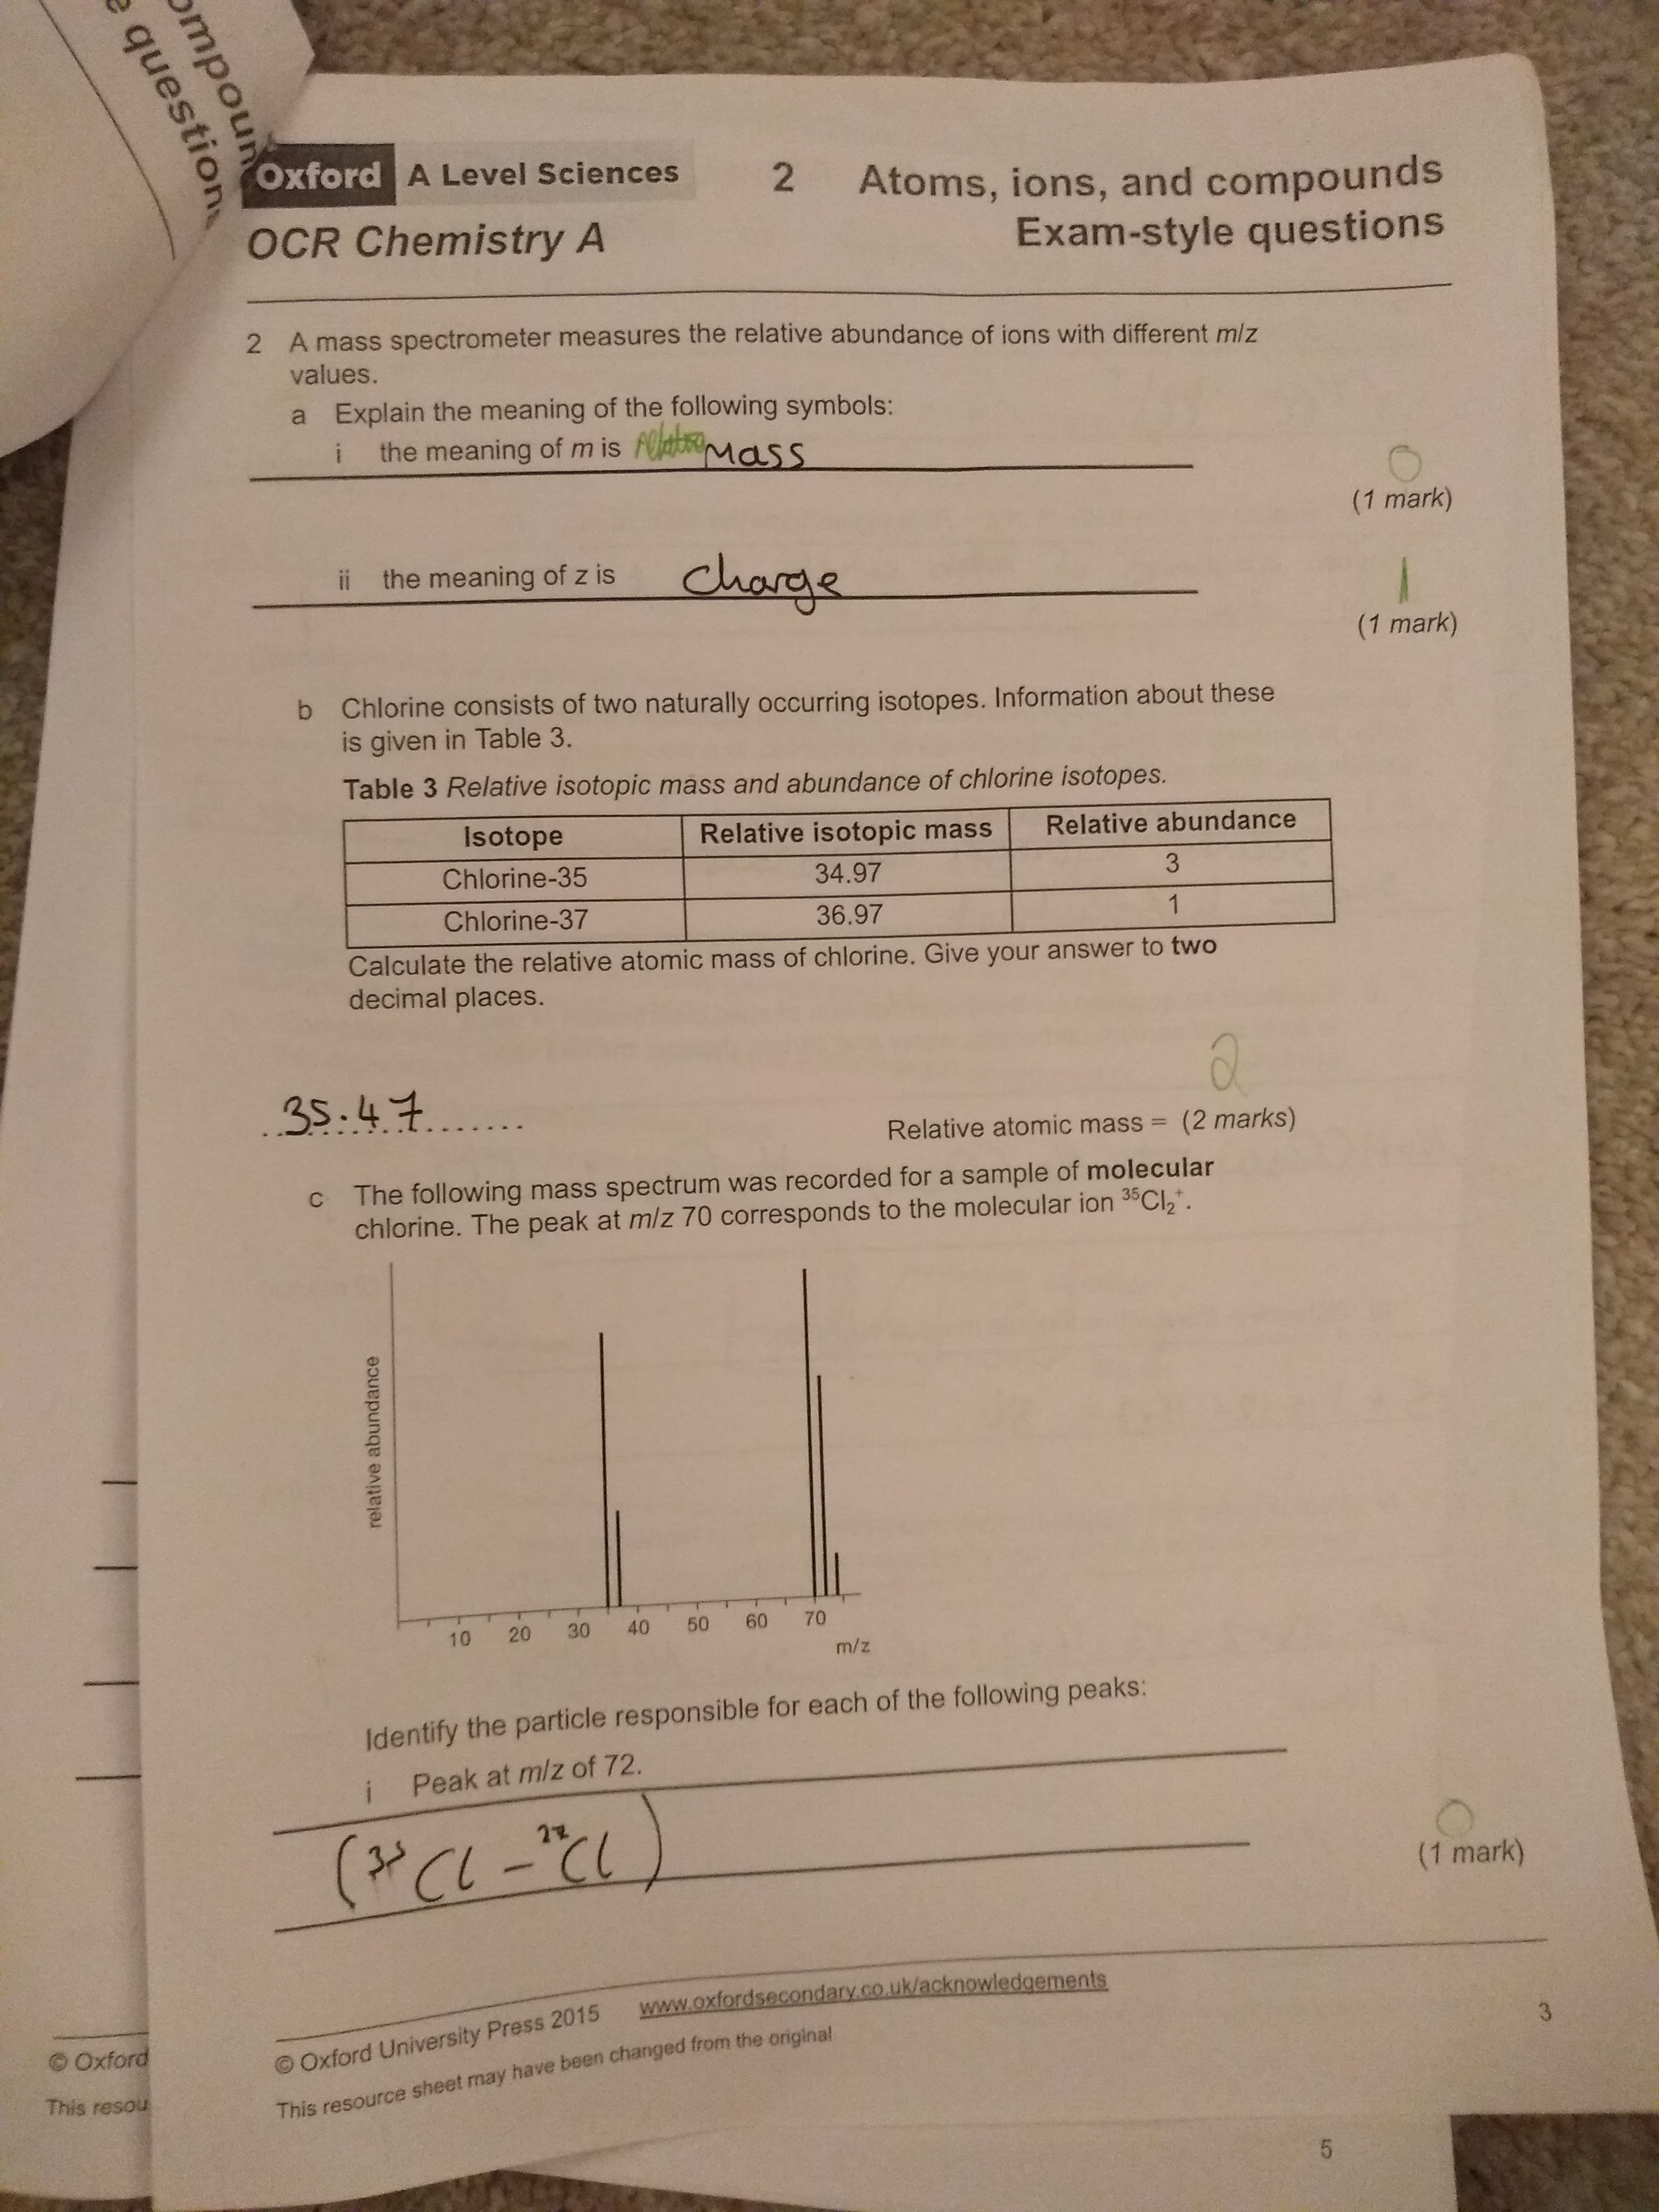 ompoun
e question
Oxford A Level Sciences
OCR Chemistry A
2 Atoms, ions, and compounds
Exam-style questions
2 A mass spectrometer measures the relative abundance of ions with different m/z
values.
a Explain the meaning of the following symbols:
i the meaning of m is Mass
0
(1 mark)
ii the meaning of z is Charge
1
(1 mark)
b Chlorine consists of two naturally occurring isotopes. Information about these
is given in Table 3.
Table 3 Relative isotopic mass and abundance of chlorine isotopes.
Isotope Relative isotopic mass Relative abundance
Chlorine-35 34.97 3
Chlorine-37 36.97 1
Calculate the relative atomic mass of chlorine. Give your answer to two
decimal places.
2
35.47
Relative atomic mass = (2 marks)
c The following mass spectrum was recorded for a sample of molecular
chlorine. The peak at m/z 70 corresponds to the molecular ion ³⁵Cl₂⁺.
relative abundance
10 20 30 40 50 60 70
m/z
Identify the particle responsible for each of the following peaks:
i Peak at m/z of 72.
(³⁵Cl – Cl)
0
(1 mark)
© Oxford University Press 2015 www.oxfordsecondary.co.uk/acknowledgements
This resource sheet may have been changed from the original
3
© Oxford
This resou
5